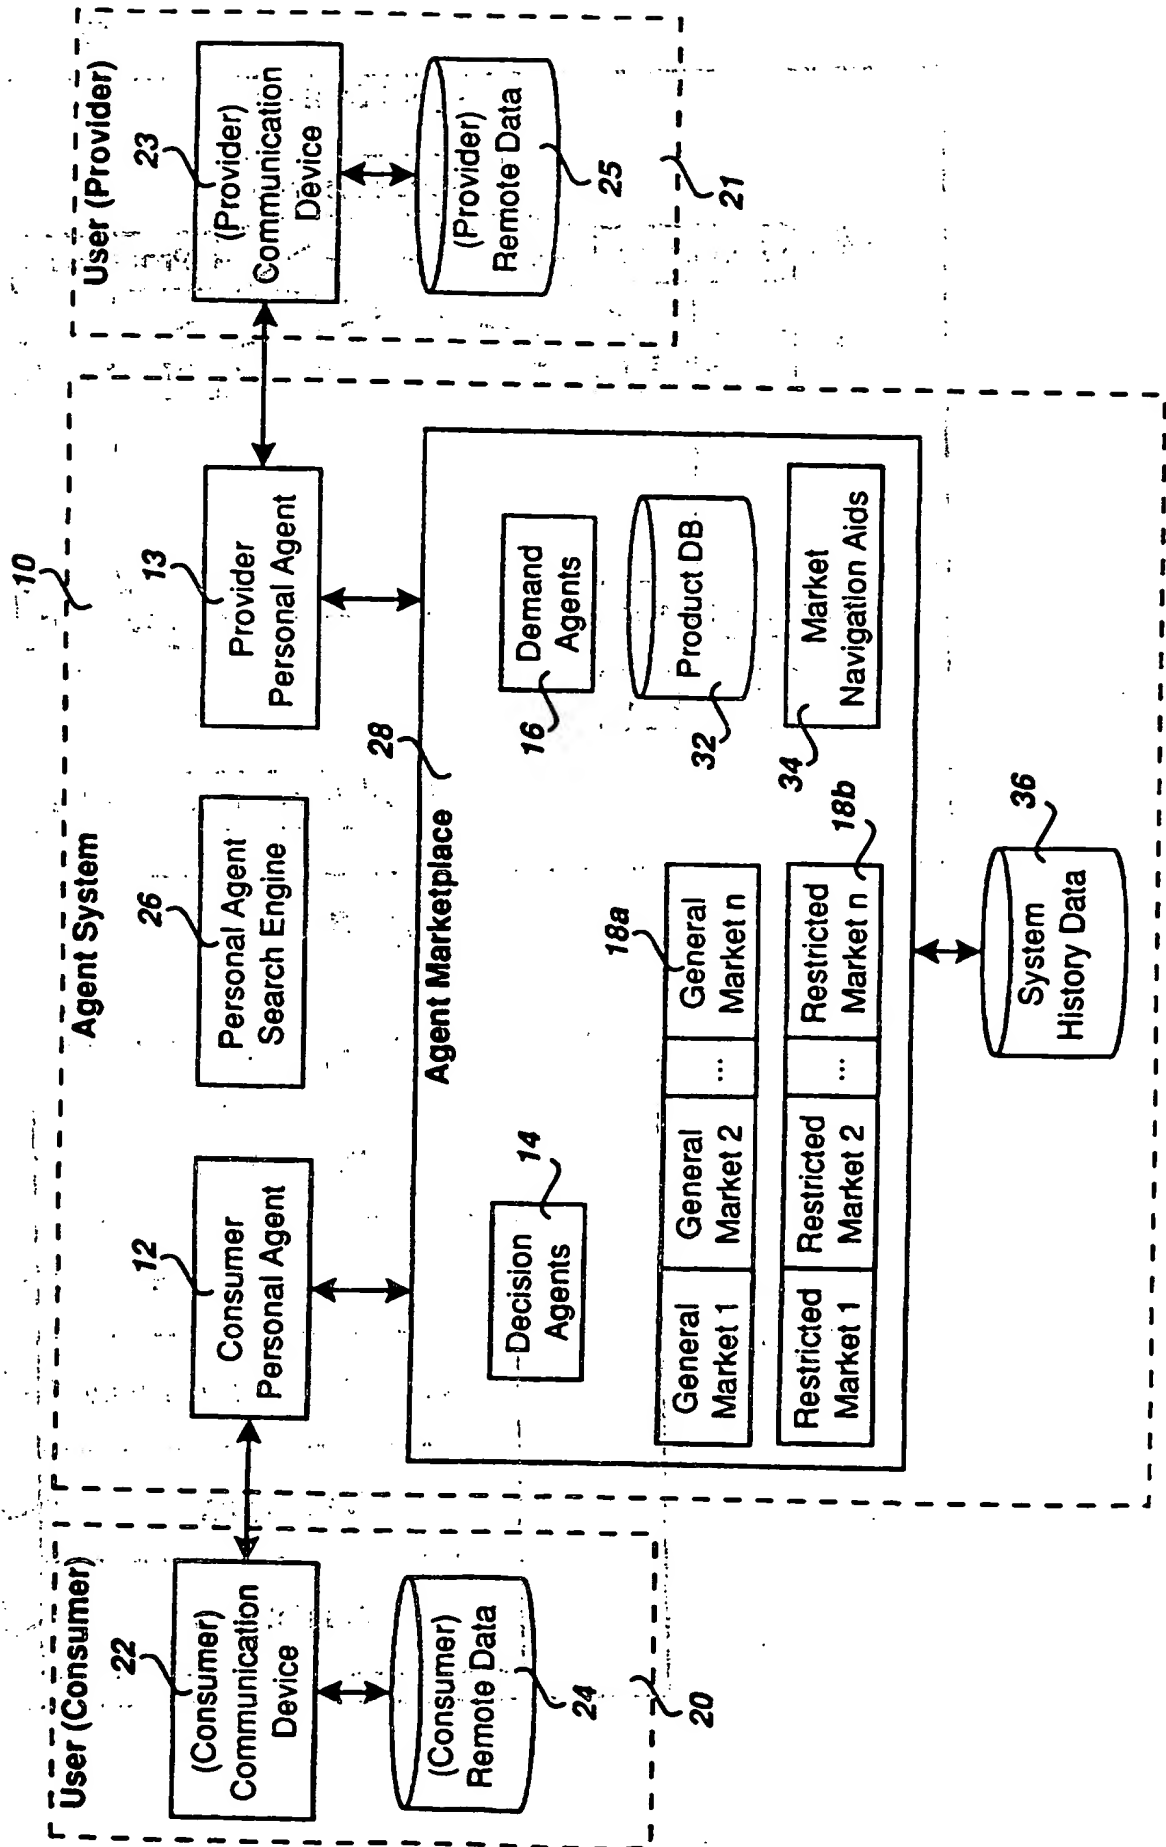 User (Consumer)
22
(Consumer)
Communication
Device
(Consumer)
Remote Data
24
20
10
Agent System
12
Consumer
Personal Agent
26
Personal Agent
Search Engine
13
Provider
Personal Agent
28
Agent Marketplace
14
Decision
Agents
16
Demand
Agents
32
Product DB
34
Market
Navigation Aids
18a
General
Market 1
General
Market 2
...
General
Market n
18b
Restricted
Market 1
Restricted
Market 2
...
Restricted
Market n
36
System
History Data
User (Provider)
23
(Provider)
Communication
Device
(Provider)
Remote Data
25
21